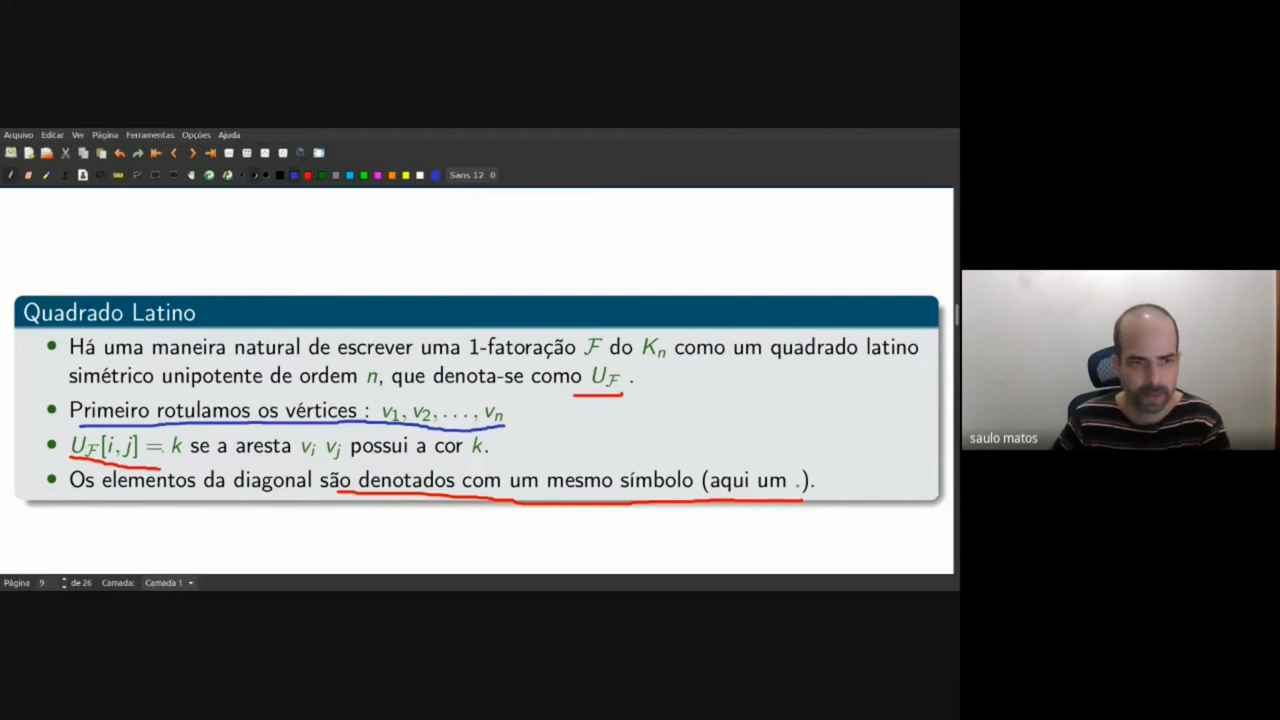 Arquivo Editar Ver Página Ferramentas Opções Ajuda
Sans 12 0
Quadrado Latino
• Há uma maneira natural de escrever uma 1-fatoração F do Kn como um quadrado latino
simétrico unipotente de ordem n, que denota-se como UF .
• Primeiro rotulamos os vértices : v1, v2, . . . , vn
• UF[i, j] = k se a aresta vi vj possui a cor k.
• Os elementos da diagonal são denotados com um mesmo símbolo (aqui um .).
saulo matos
Página 9 de 26 Camada: Camada 1